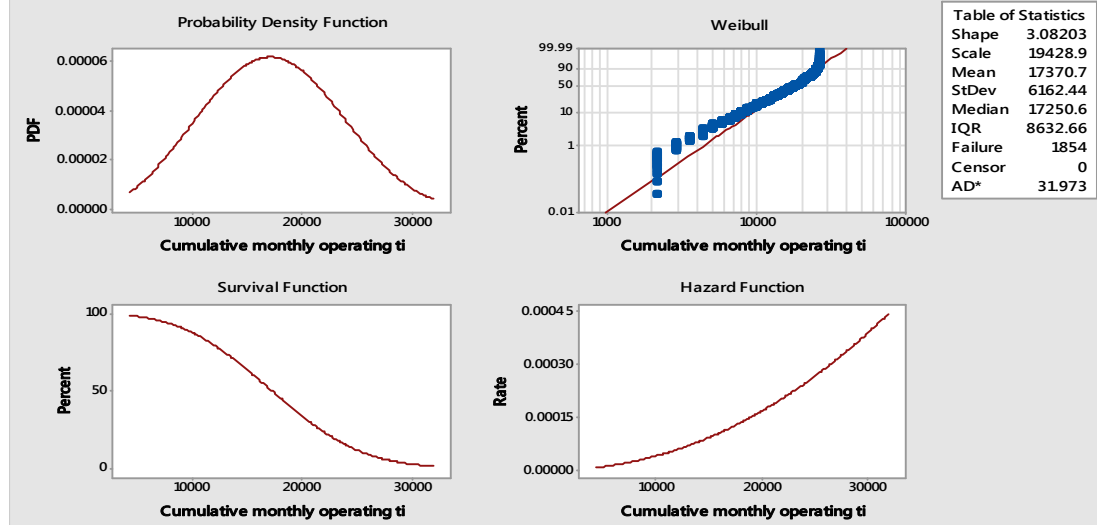 Probability Density Function
PDF
0.00006
0.00004
0.00002
0.00000
10000 20000 30000
Cumulative monthly operating ti
Weibull
Percent
99.99
90
50
10
1
0.01
1000 10000 100000
Cumulative monthly operating ti
Table of Statistics
Shape 3.08203
Scale 19428.9
Mean 17370.7
StDev 6162.44
Median 17250.6
IQR 8632.66
Failure 1854
Censor 0
AD* 31.973
Survival Function
Percent
100
50
0
10000 20000 30000
Cumulative monthly operating ti
Hazard Function
Rate
0.00045
0.00030
0.00015
0.00000
10000 20000 30000
Cumulative monthly operating ti